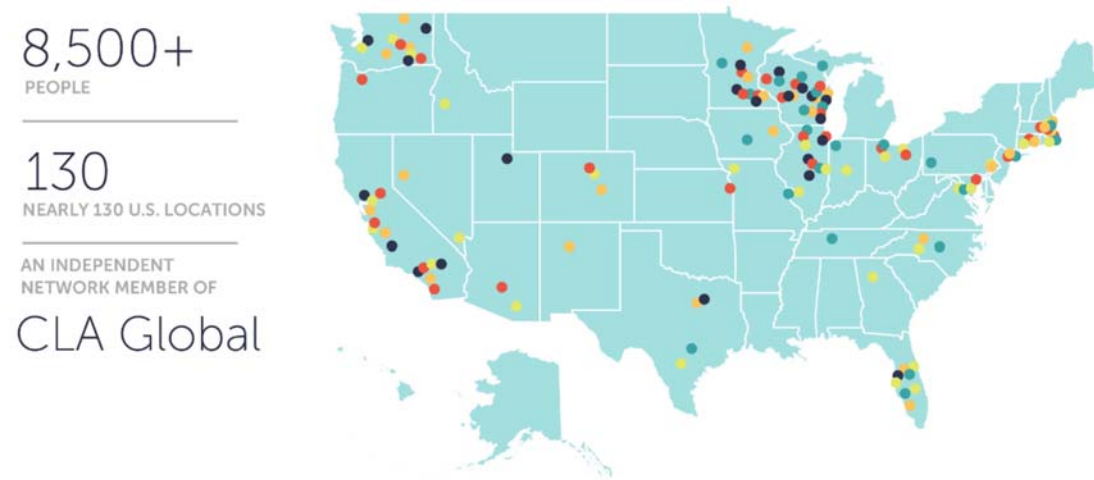 8,500+
PEOPLE
130
NEARLY 130 U.S. LOCATIONS
AN INDEPENDENT
NETWORK MEMBER OF
CLA Global